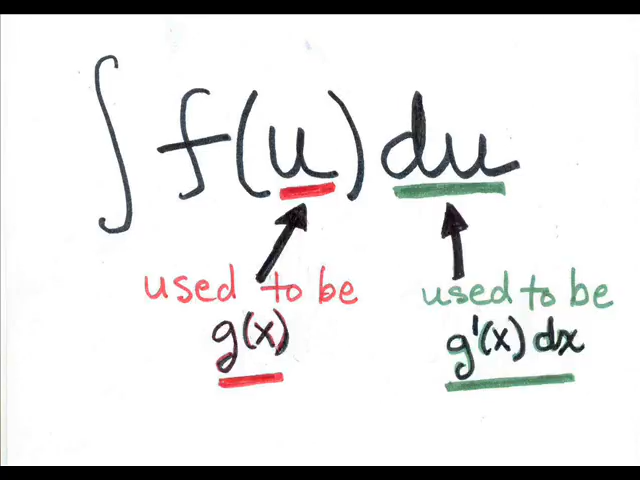 ∫ f(u) du
used to be used to be
g(x) g'(x) dx